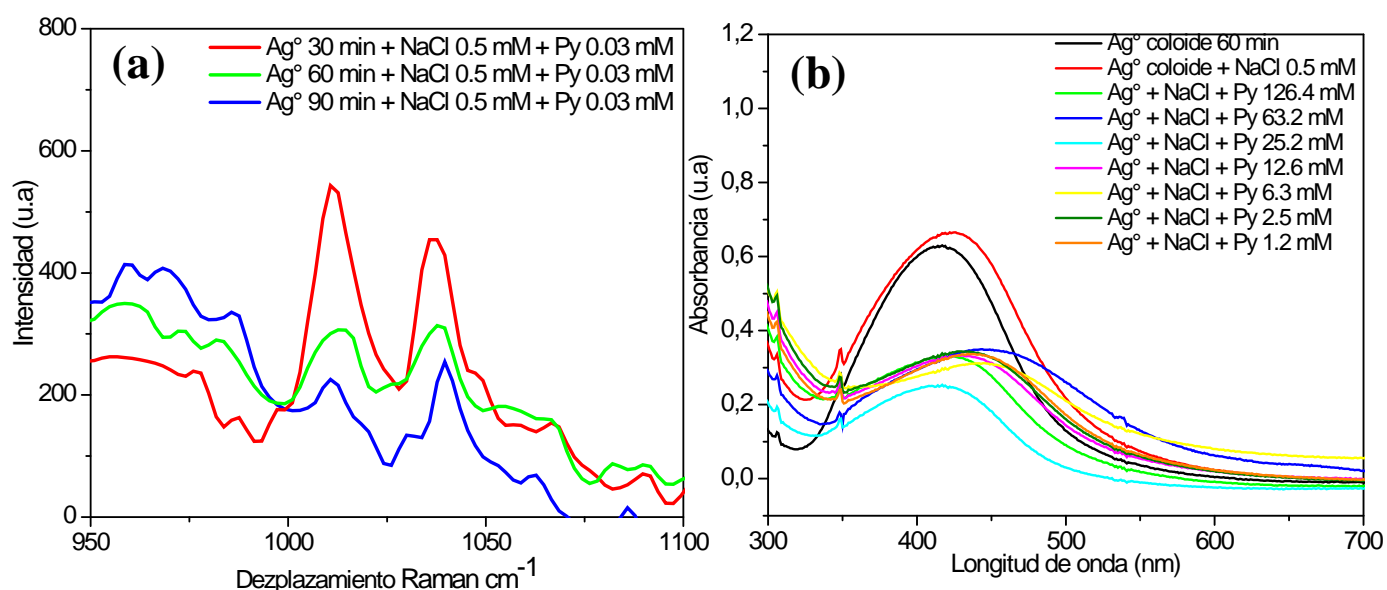 (a)
Ag° 30 min + NaCl 0.5 mM + Py 0.03 mM
Ag° 60 min + NaCl 0.5 mM + Py 0.03 mM
Ag° 90 min + NaCl 0.5 mM + Py 0.03 mM
Intensidad (u.a)
800
600
400
200
0
950
1000
1050
1100
Dezplazamiento Raman cm-1
(b)
Ag° coloide 60 min
Ag° coloide + NaCl 0.5 mM
Ag° + NaCl + Py 126.4 mM
Ag° + NaCl + Py 63.2 mM
Ag° + NaCl + Py 25.2 mM
Ag° + NaCl + Py 12.6 mM
Ag° + NaCl + Py 6.3 mM
Ag° + NaCl + Py 2.5 mM
Ag° + NaCl + Py 1.2 mM
Absorbancia (u.a)
1,2
1,0
0,8
0,6
0,4
0,2
0,0
300
400
500
600
700
Longitud de onda (nm)